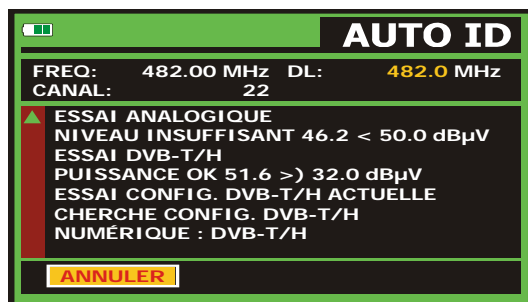 AUTO ID
FREQ: 482.00 MHz DL: 482.0 MHz
CANAL: 22
ESSAI ANALOGIQUE
NIVEAU INSUFFISANT 46.2 < 50.0 dBµV
ESSAI DVB-T/H
PUISSANCE OK 51.6 >) 32.0 dBµV
ESSAI CONFIG. DVB-T/H ACTUELLE
CHERCHE CONFIG. DVB-T/H
NUMÉRIQUE : DVB-T/H
ANNULER